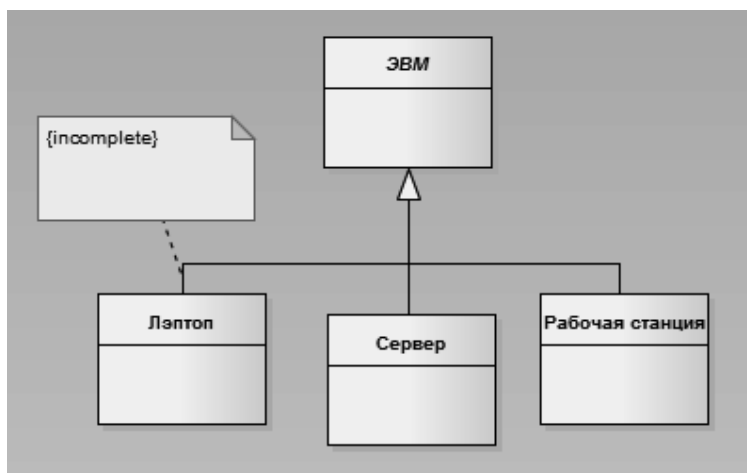 ЭВМ
{incomplete}
Лэптоп
Сервер
Рабочая станция